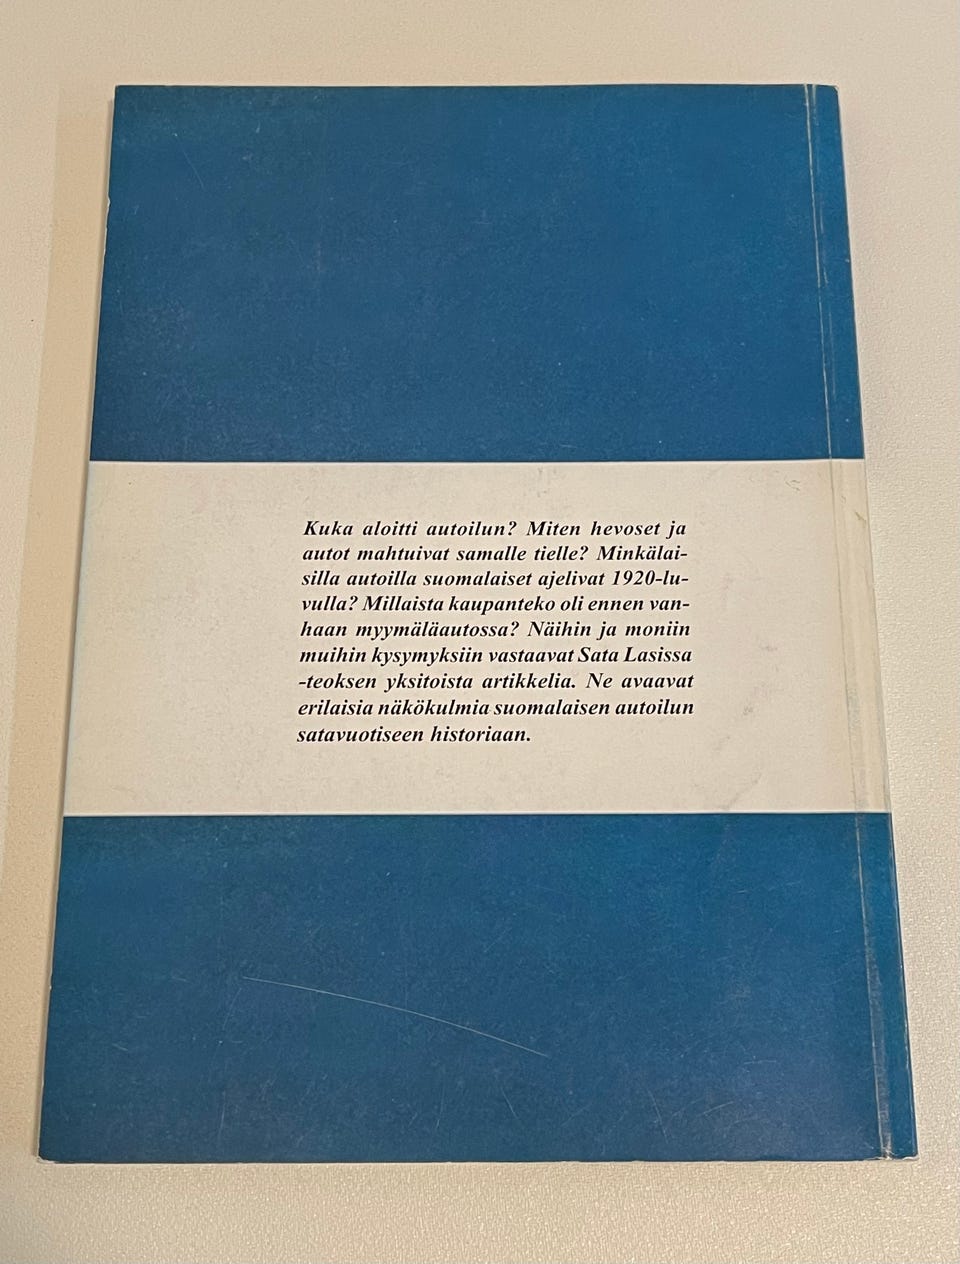 Kuka aloitti autoilun? Miten hevoset ja
autot mahtuivat samalle tielle? Minkälai-
silla autoilla suomalaiset ajelivat 1920-lu-
vulla? Millaista kaupanteko oli ennen van-
haan myymäläautossa? Näihin ja moniin
muihin kysymyksiin vastaavat Sata Lasissa
-teoksen yksitoista artikkelia. Ne avaavat
erilaisia näkökulmia suomalaisen autoilun
satavuotiseen historiaan.